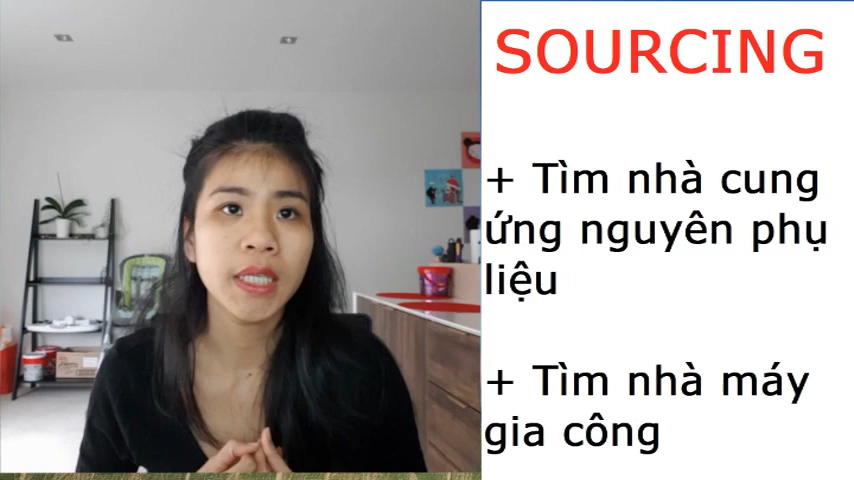 SOURCING
+ Tìm nhà cung
ứng nguyên phụ
liệu
+ Tìm nhà máy
gia công